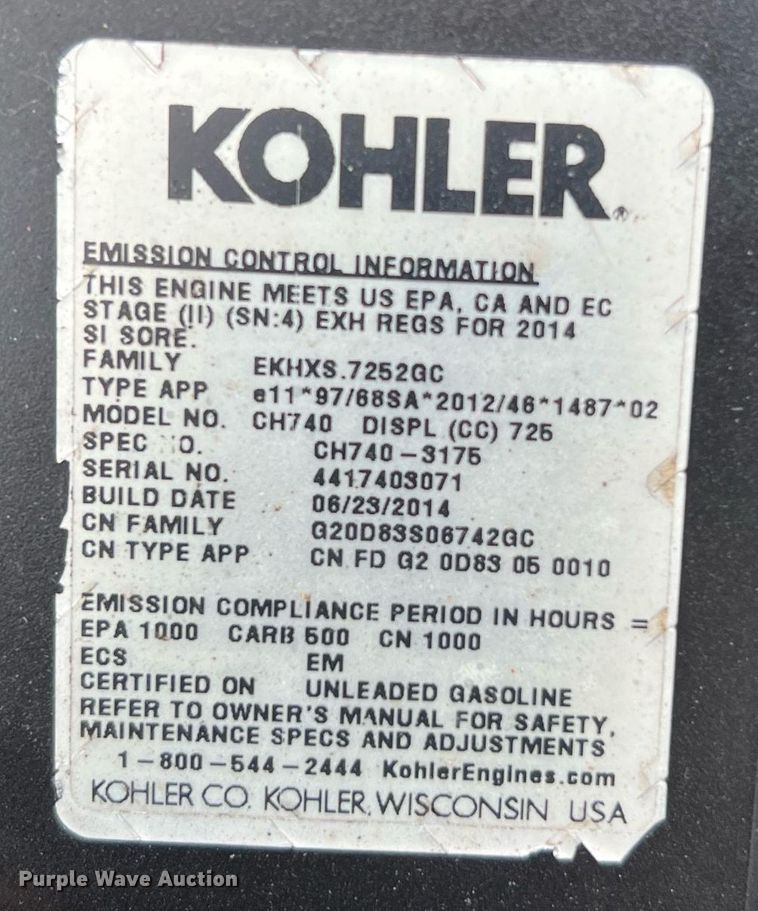 KOHLER®
EMISSION CONTROL INFORMATION
THIS ENGINE MEETS US EPA, CA AND EC
STAGE (II) (SN:4) EXH REGS FOR 2014
SI SORE.
FAMILY EKHXS.7252GC
TYPE APP e11*97/68SA*2012/46*1487*02
MODEL NO. CH740 DISPL (CC) 725
SPEC NO. CH740-3175
SERIAL NO. 4417403071
BUILD DATE 06/23/2014
CN FAMILY G20D83S06742GC
CN TYPE APP CN FD G2 0D83 05 0010
EMISSION COMPLIANCE PERIOD IN HOURS =
EPA 1000 CARB 500 CN 1000
ECS EM
CERTIFIED ON UNLEADED GASOLINE
REFER TO OWNER'S MANUAL FOR SAFETY,
MAINTENANCE SPECS AND ADJUSTMENTS
1-800-544-2444 KohlerEngines.com
KOHLER CO. KOHLER, WISCONSIN USA
Purple Wave Auction